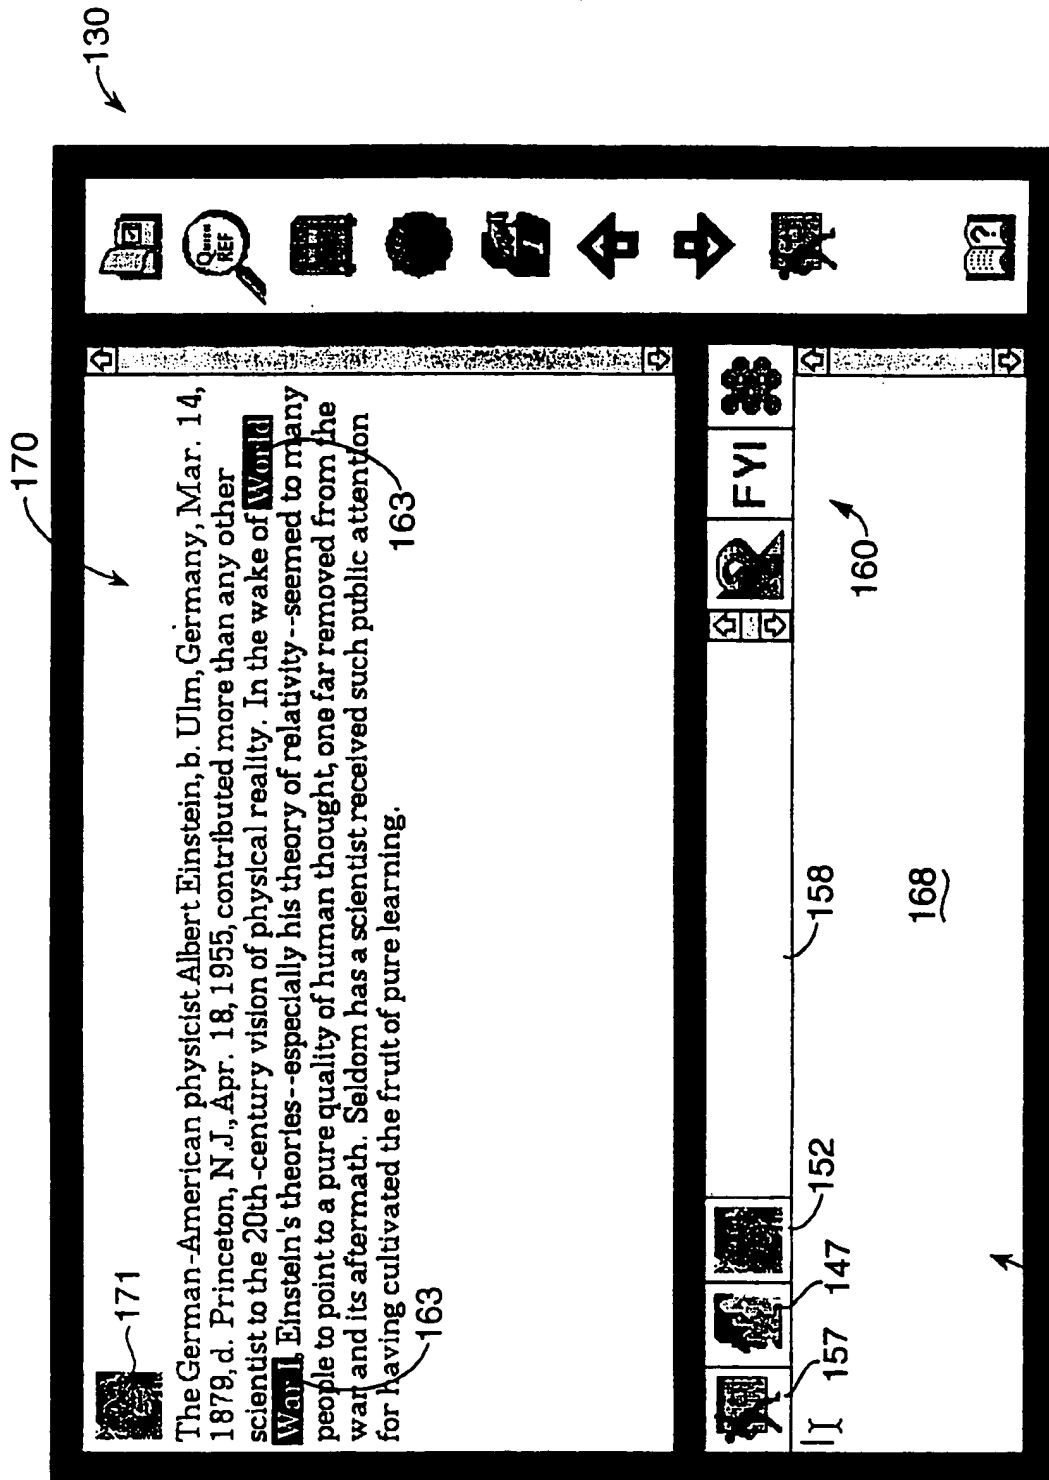 130
170
171
The German-American physicist Albert Einstein, b. Ulm, Germany, Mar. 14,
1879, d. Princeton, N.J., Apr. 18, 1955, contributed more than any other
scientist to the 20th-century vision of physical reality. In the wake of World
War I, Einstein's theories--especially his theory of relativity--seemed to many
people to point to a pure quality of human thought, one far removed from the
war and its aftermath. Seldom has a scientist received such public attention
for having cultivated the fruit of pure learning.
163
163
QUICK
REF
?
FYI
157
147
152
158
160
168